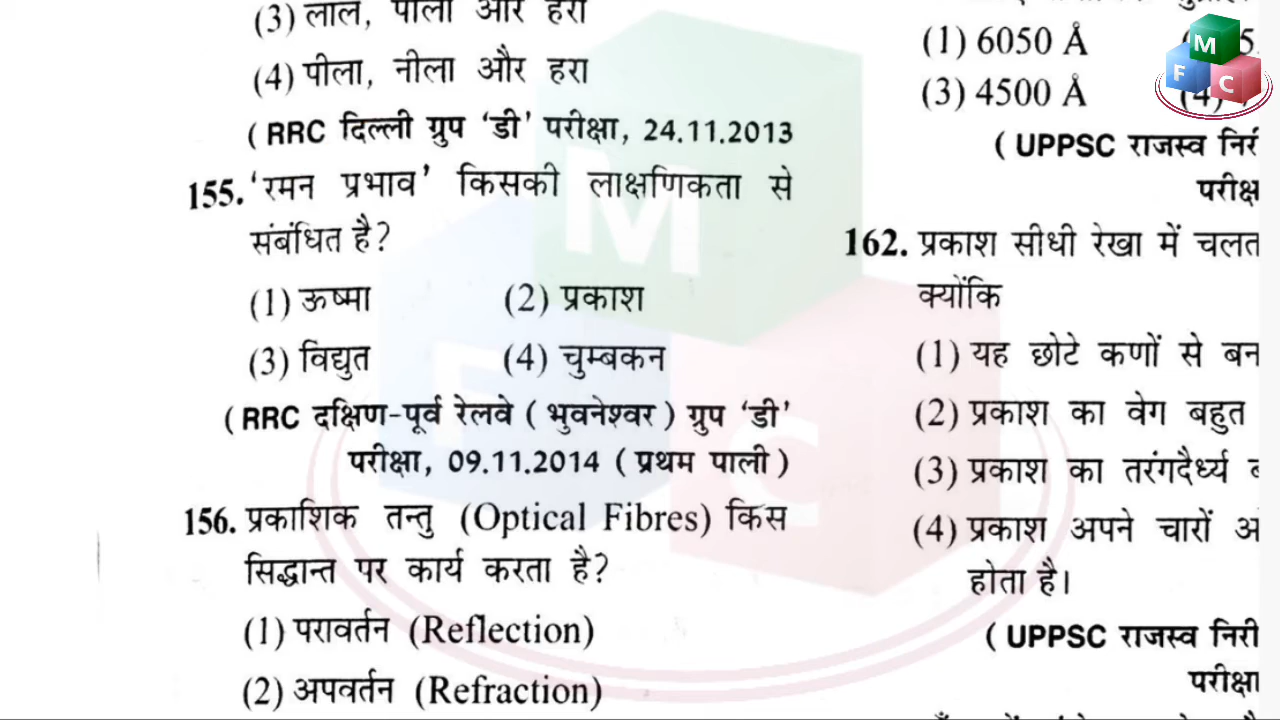 (3) लाल, पीला और हरा
(4) पीला, नीला और हरा
(RRC दिल्ली ग्रुप ‘डी’ परीक्षा, 24.11.2013
155. ‘रमन प्रभाव’ किसकी लाक्षणिकता से
संबंधित है?
(1) ऊष्मा (2) प्रकाश
(3) विद्युत (4) चुम्बकन
(RRC दक्षिण-पूर्व रेलवे (भुवनेश्वर) ग्रुप ‘डी’
परीक्षा, 09.11.2014 (प्रथम पाली)
156. प्रकाशिक तन्तु (Optical Fibres) किस
सिद्धान्त पर कार्य करता है?
(1) परावर्तन (Reflection)
(2) अपवर्तन (Refraction)
(1) 6050 Å
(3) 4500 Å (4)
(UPPSC राजस्व
162. प्रकाश सीधी रेखा में
क्योंकि
(1) यह छोटे कणों से
(2) प्रकाश का वेग बहुत
(3) प्रकाश का तरंगदैर्ध्य
(4) प्रकाश अपने चारों
होता है।
(UPPSC राजस्व
परीक्षा
M
F
C
M
F
C